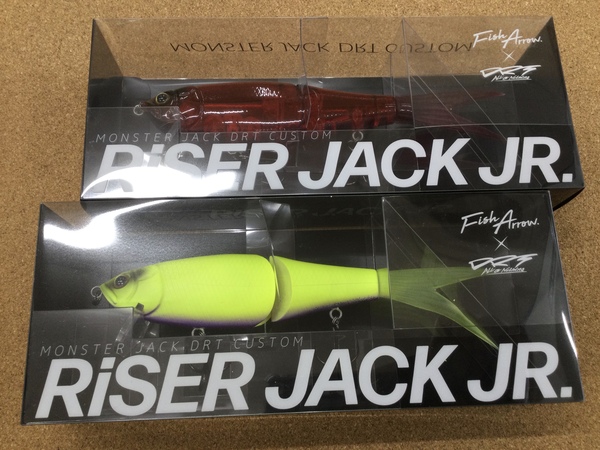 MONSTER JACK DRT CUSTOM
Fish Arrow.
×
DRT
MONSTER JACK DRT CUSTOM
RiSER JACK JR.
Fish Arrow.
×
DRT
MONSTER JACK DRT CUSTOM
RiSER JACK JR.